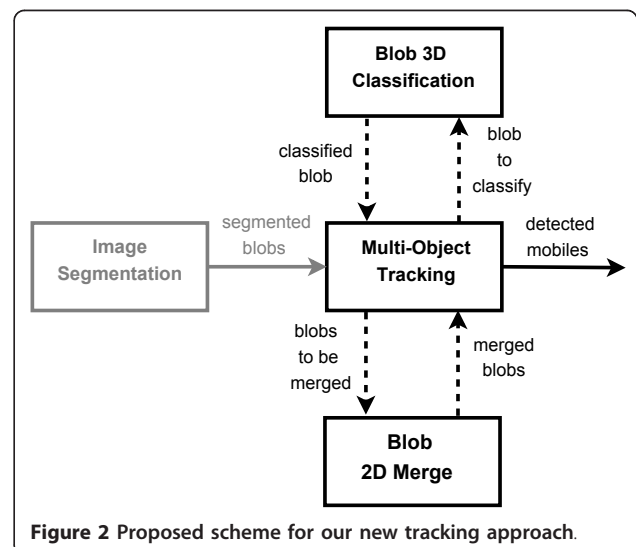 Blob 3D
Classification
classified
blob
blob
to
classify
segmented
blobs
Image
Segmentation
Multi-Object
Tracking
detected
mobiles
blobs
to be
merged
merged
blobs
Blob
2D Merge
Figure 2 Proposed scheme for our new tracking approach.